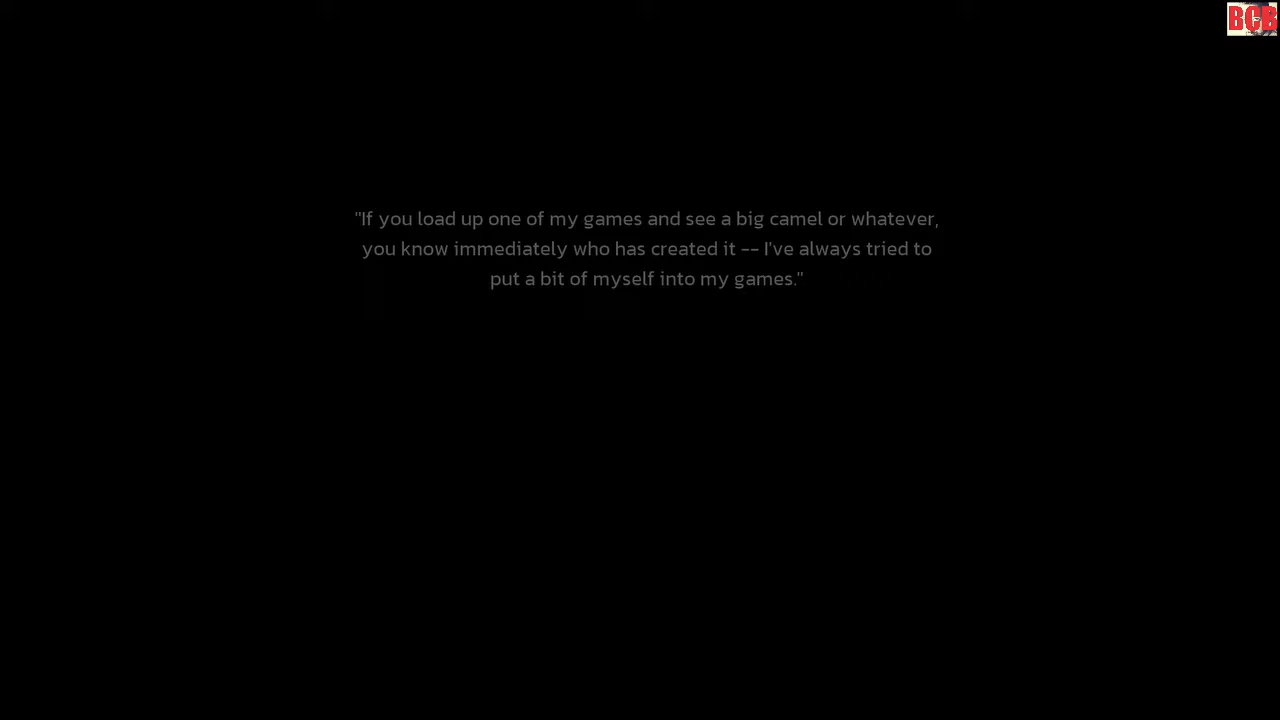 BCB
"If you load up one of my games and see a big camel or whatever,
you know immediately who has created it -- I've always tried to
put a bit of myself into my games."